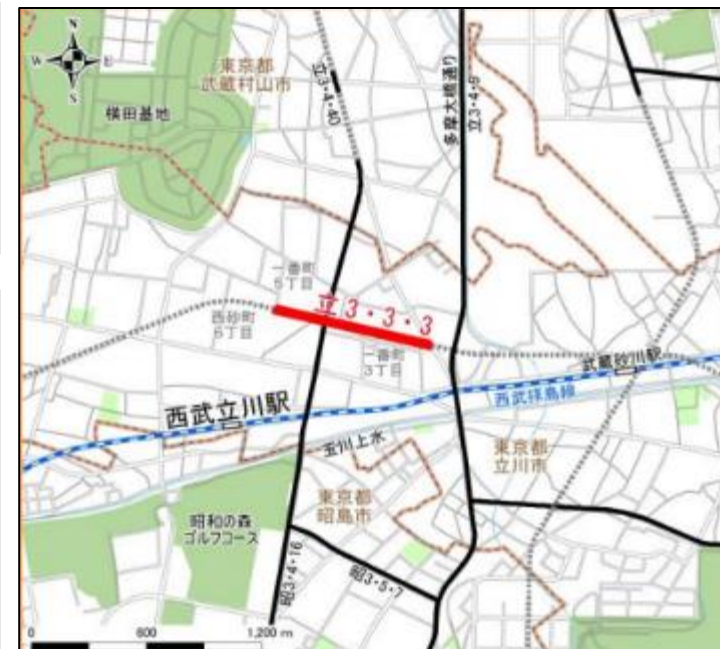 N
W
E
S
東京都
武蔵村山市
横田基地
立3・4・40
多摩大橋通り
立3・4・9
一番町
5丁目
西砂町
6丁目
立3・3・3
一番町
3丁目
武蔵砂川駅
西武立川駅
西武拝島線
玉川上水
東京都
立川市
東京都
昭島市
昭和の森
ゴルフコース
昭3・4・16
昭3・5・7
0
600
1,200 m